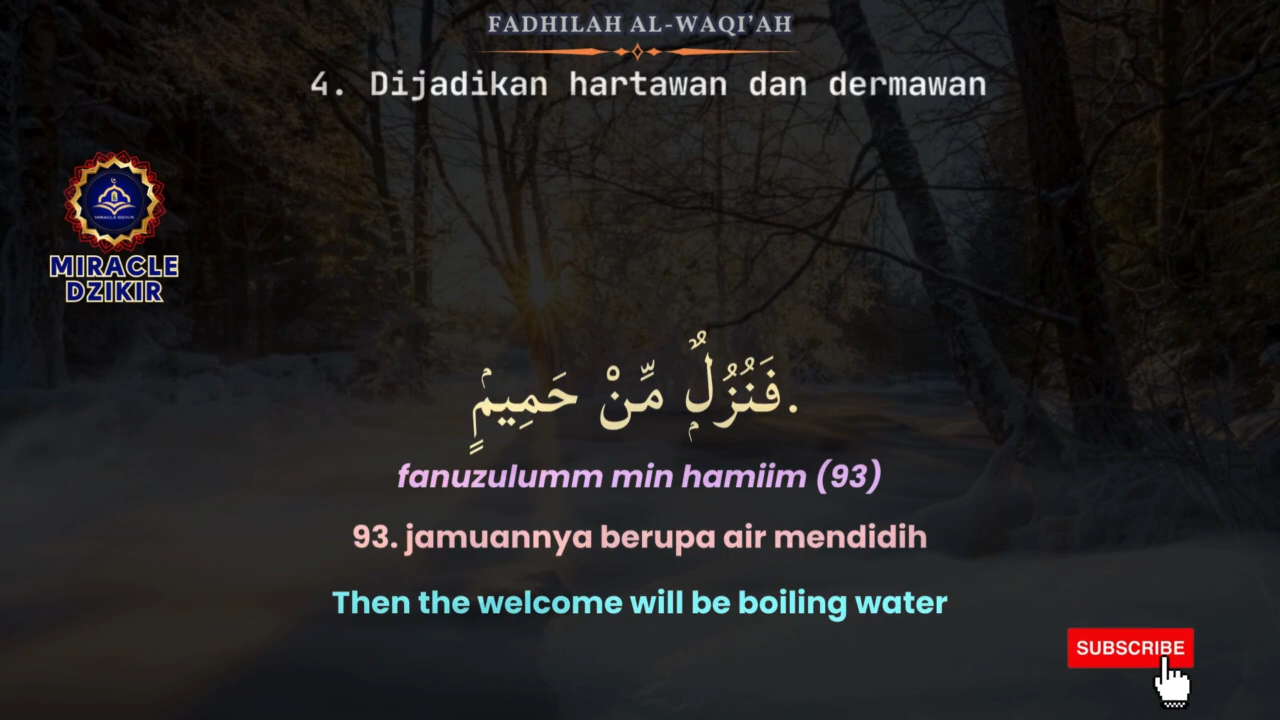 FADHILAH AL-WAQI'AH
4. Dijadikan hartawan dan dermawan
MIRACLE
DZIKIR
.فَنُزُلٌۢ مِّنْ حَمِيمٍۢ
fanuzulumm min hamiim (93)
93. jamuannya berupa air mendidih
Then the welcome will be boiling water
SUBSCRIBE